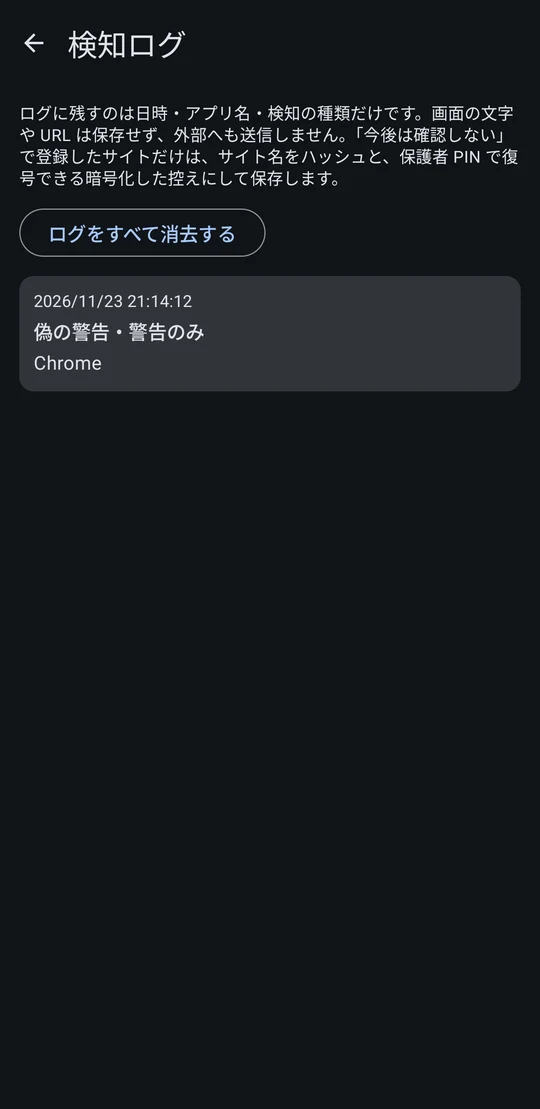 検知ログ
ログに残すのは日時・アプリ名・検知の種類だけです。画面の文字
や URL は保存せず、外部へも送信しません。「今後は確認しない」
で登録したサイトだけは、サイト名をハッシュと、保護者 PIN で復
号できる暗号化した控えにして保存します。
ログをすべて消去する
2026/11/23 21:14:12
偽の警告・警告のみ
Chrome